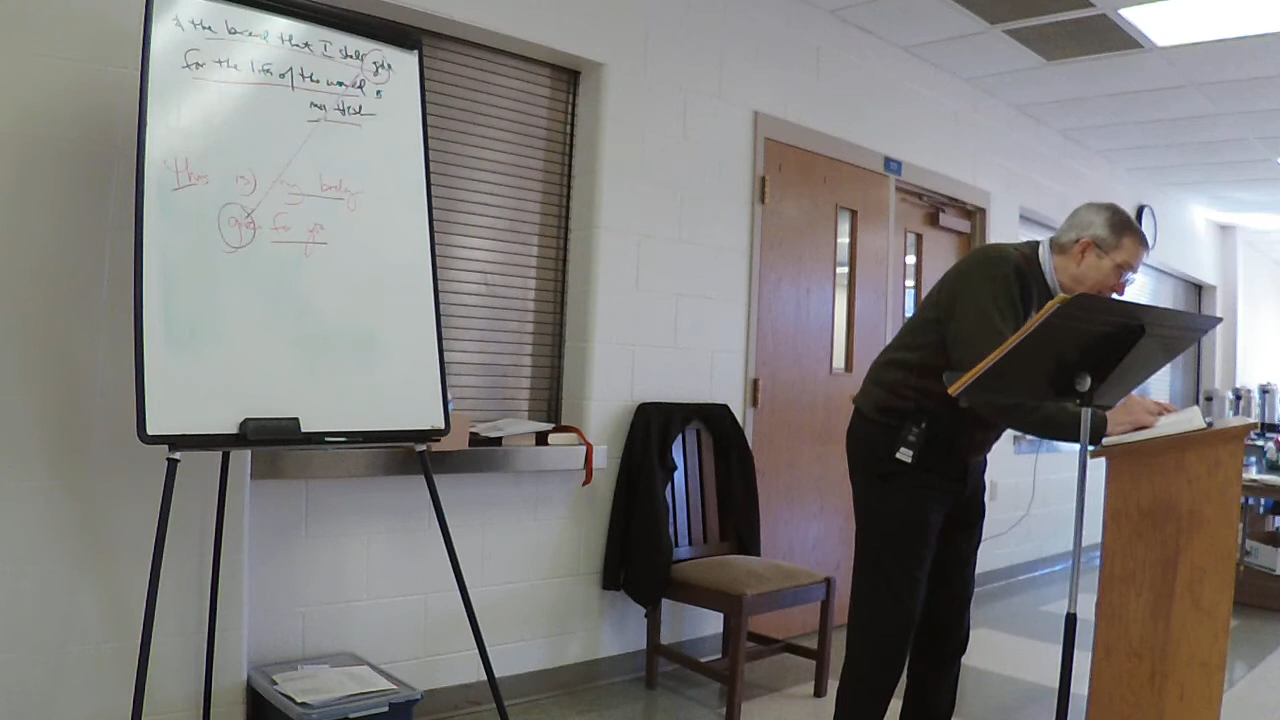 & the bread that I shall give
for the life of the world is
my flesh
this is my body
given for you